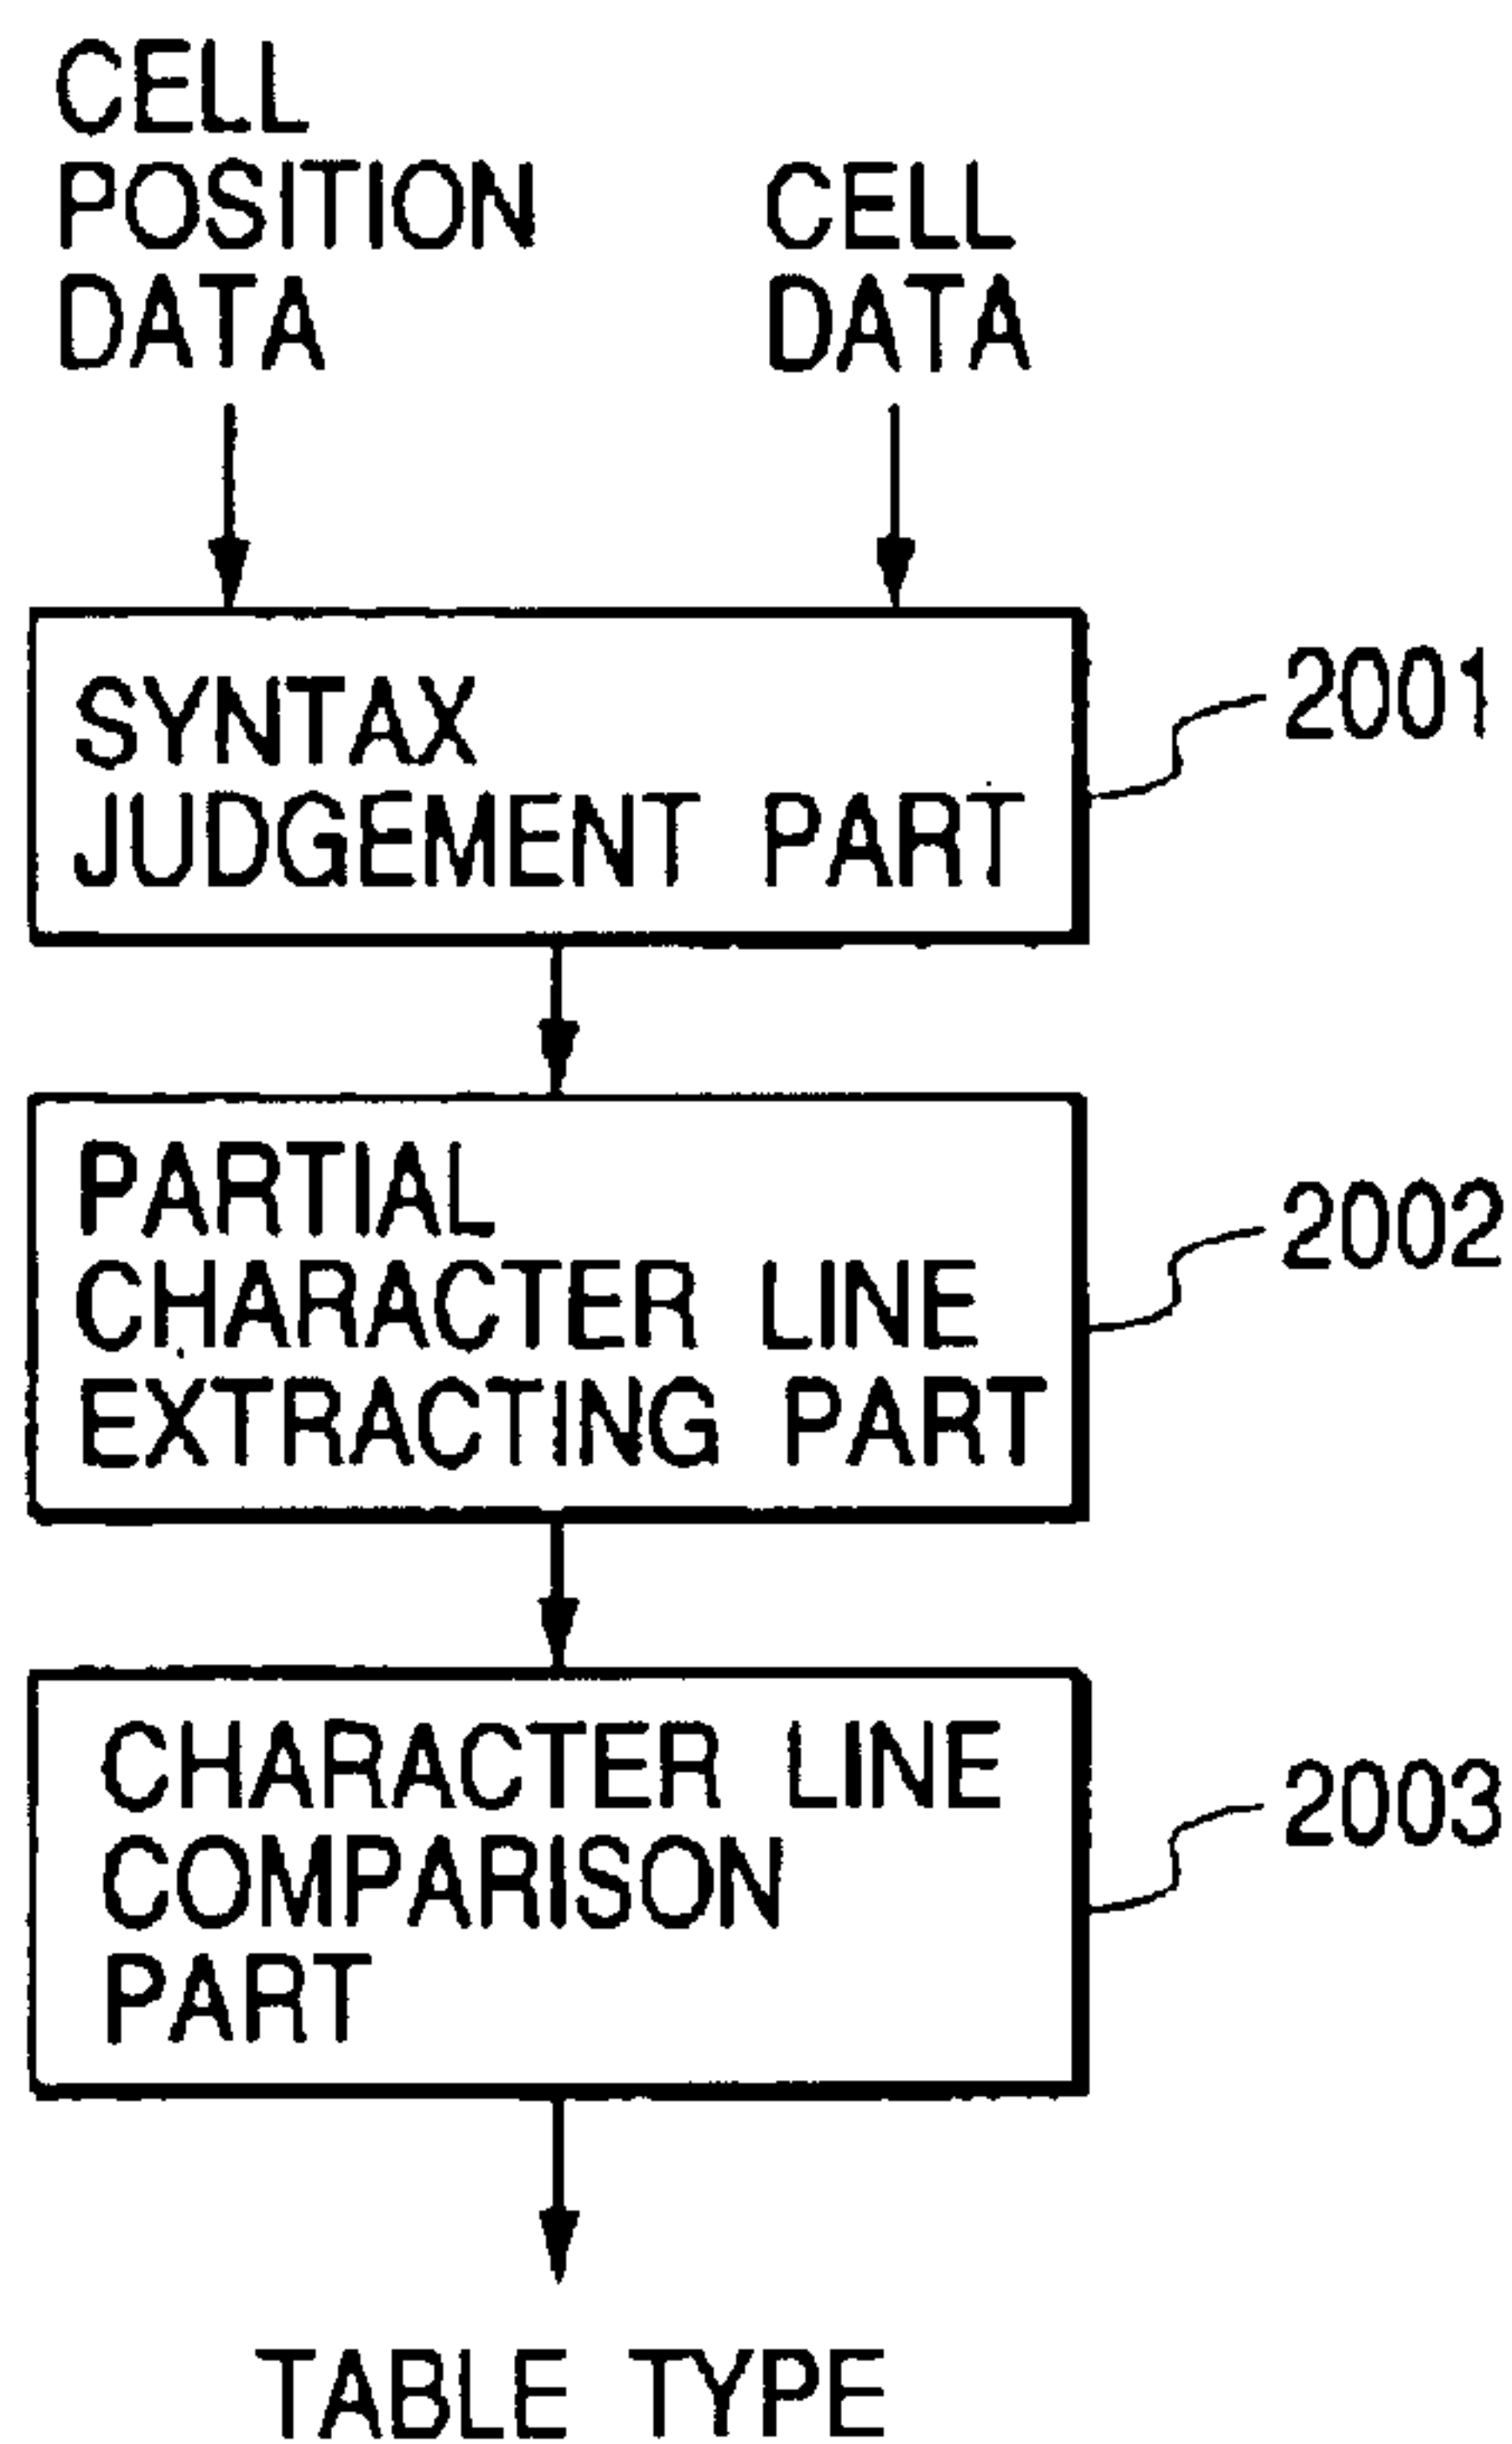 CELL
POSITION
DATA
CELL
DATA
SYNTAX
JUDGEMENT PART
2001
PARTIAL
CHARACTER LINE
EXTRACTING PART
2002
CHARACTER LINE
COMPARISON
PART
2003
TABLE TYPE